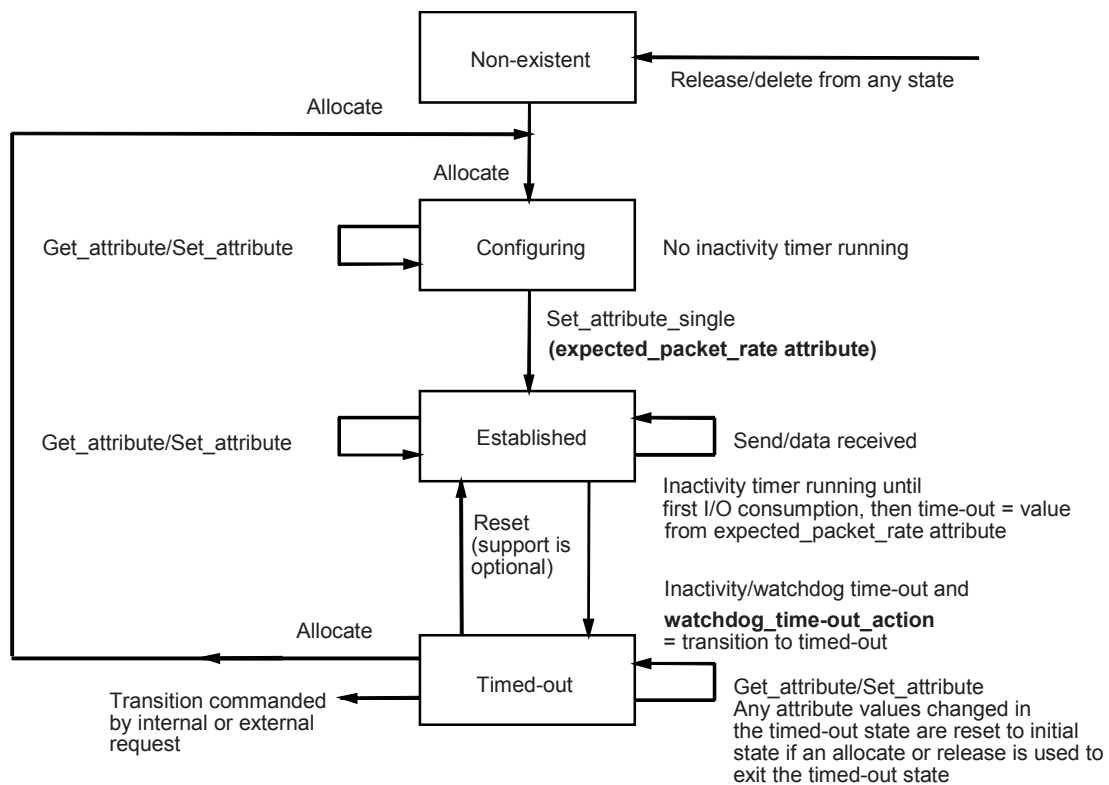 Non-existent
Release/delete from any state
Allocate
Allocate
Get_attribute/Set_attribute
Configuring
No inactivity timer running
Set_attribute_single
(expected_packet_rate attribute)
Get_attribute/Set_attribute
Established
Send/data received
Inactivity timer running until
first I/O consumption, then time-out = value
from expected_packet_rate attribute
Reset
(support is
optional)
Inactivity/watchdog time-out and
watchdog_time-out_action
= transition to timed-out
Allocate
Timed-out
Transition commanded
by internal or external
request
Get_attribute/Set_attribute
Any attribute values changed in
the timed-out state are reset to initial
state if an allocate or release is used to
exit the timed-out state